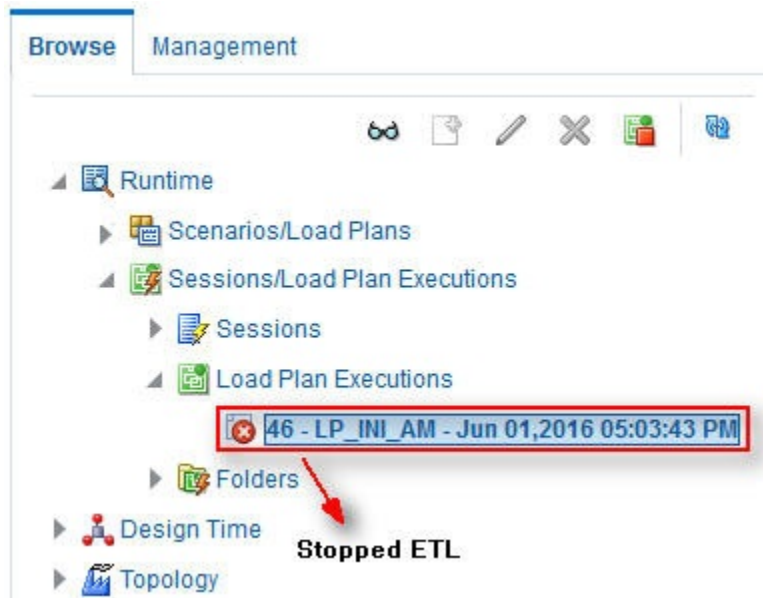 Browse Management
Runtime
Scenarios/Load Plans
Sessions/Load Plan Executions
Sessions
Load Plan Executions
46 - LP_INI_AM - Jun 01,2016 05:03:43 PM
Folders
Design Time
Stopped ETL
Topology